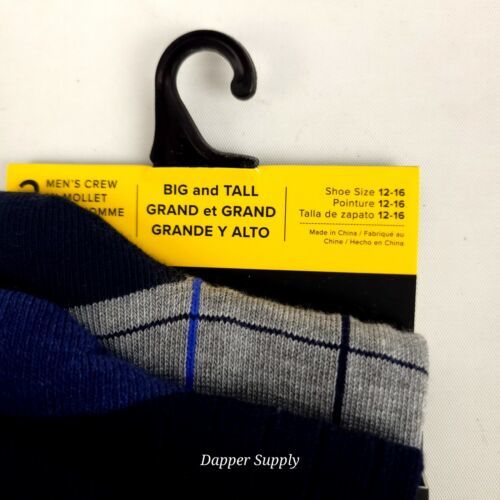 MEN'S CREW
MOLLET
BIG and TALL
GRAND et GRAND
GRANDE Y ALTO
Shoe Size 12-16
Pointure 12-16
Talla de zapato 12-16
Made in China / Fabriqué au
Chine / Hecho en China
Dapper Supply